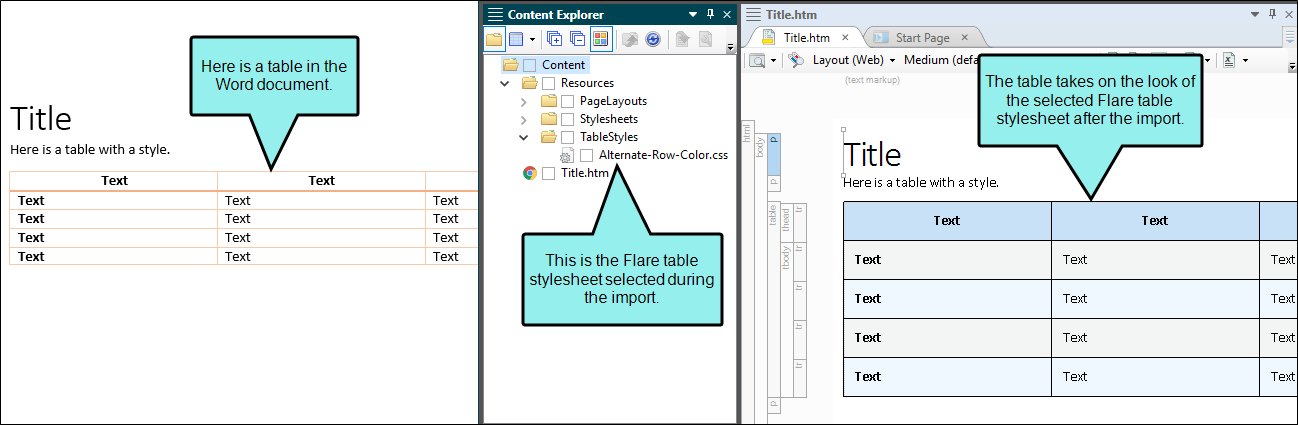 Here is a table in the
Word document.
Title
Here is a table with a style.
Text Text
Text Text Text
Text Text Text
Text Text Text
Text Text Text
Content Explorer
Content
Resources
PageLayouts
Stylesheets
TableStyles
Alternate-Row-Color.css
Title.htm
This is the Flare table
stylesheet selected during
the import.
Title.htm
Title.htm Start Page
Layout (Web) Medium
(text markup)
The table takes on the look of
the selected Flare table
stylesheet after the import.
html
body
p
p
table
thead
tbody
tr
tr
tr
tr
tr
p
Title
Here is a table with a style.
Text Text
Text Text Text
Text Text Text
Text Text Text
Text Text Text